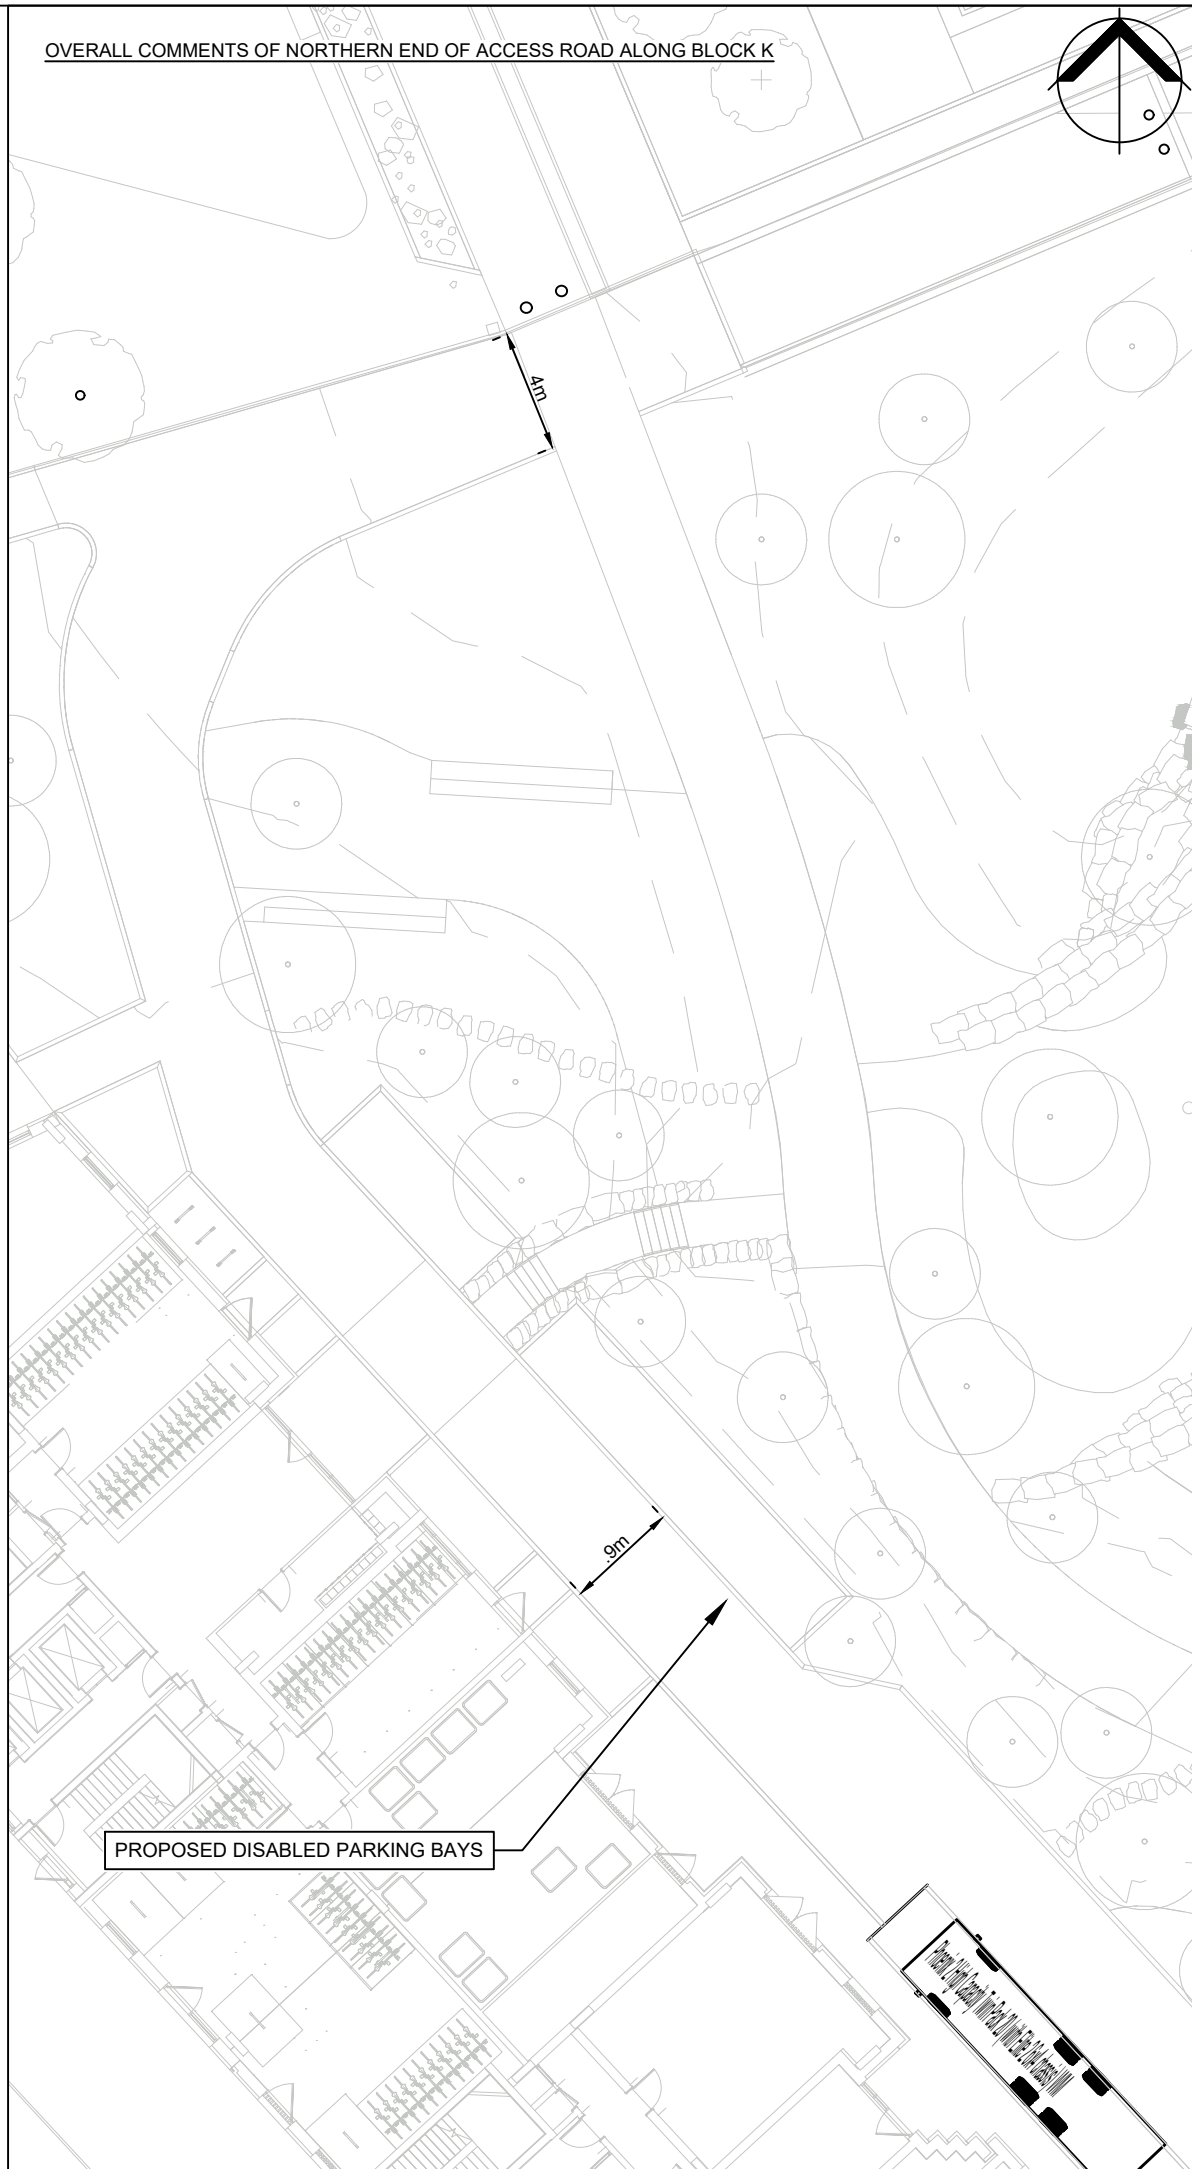 OVERALL COMMENTS OF NORTHERN END OF ACCESS ROAD ALONG BLOCK K
4m
.9m
PROPOSED DISABLED PARKING BAYS